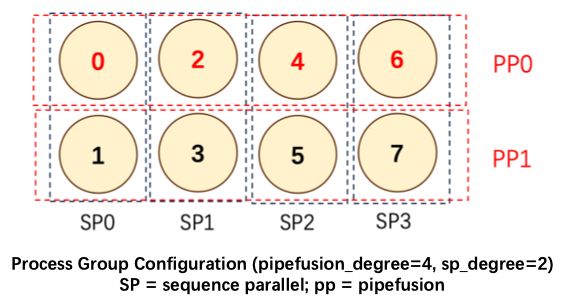 0 2 4 6 PP0
1 3 5 7 PP1
SP0 SP1 SP2 SP3
Process Group Configuration (pipefusion_degree=4, sp_degree=2)
SP = sequence parallel; pp = pipefusion